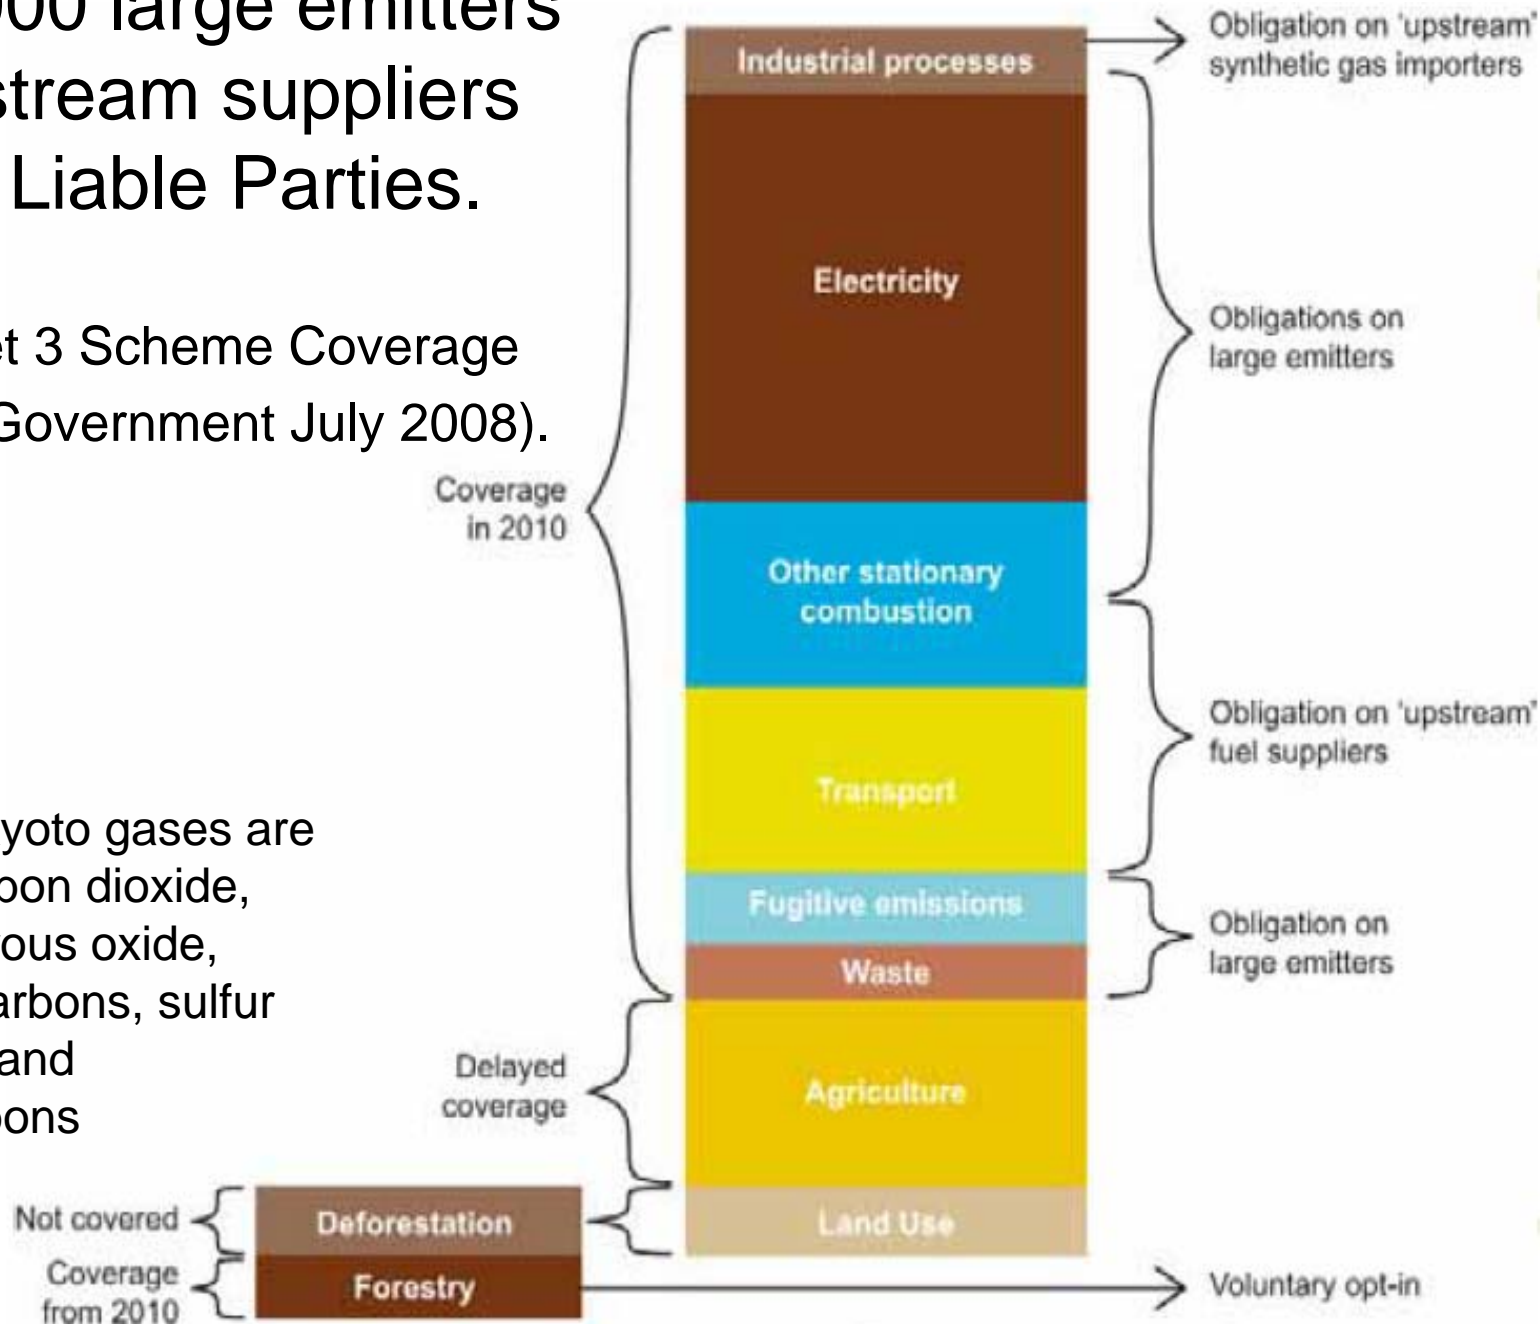 000 large emitters
stream suppliers
Liable Parties.
et 3 Scheme Coverage
Government July 2008).
yoto gases are
bon dioxide,
ous oxide,
arbons, sulfur
and
bons
Coverage
in 2010
Delayed
coverage
Not covered
Coverage
from 2010
Deforestation
Forestry
Industrial processes
Electricity
Other stationary
combustion
Transport
Fugitive emissions
Waste
Agriculture
Land Use
Obligation on 'upstream'
synthetic gas importers
Obligations on
large emitters
Obligation on 'upstream'
fuel suppliers
Obligation on
large emitters
Voluntary opt-in